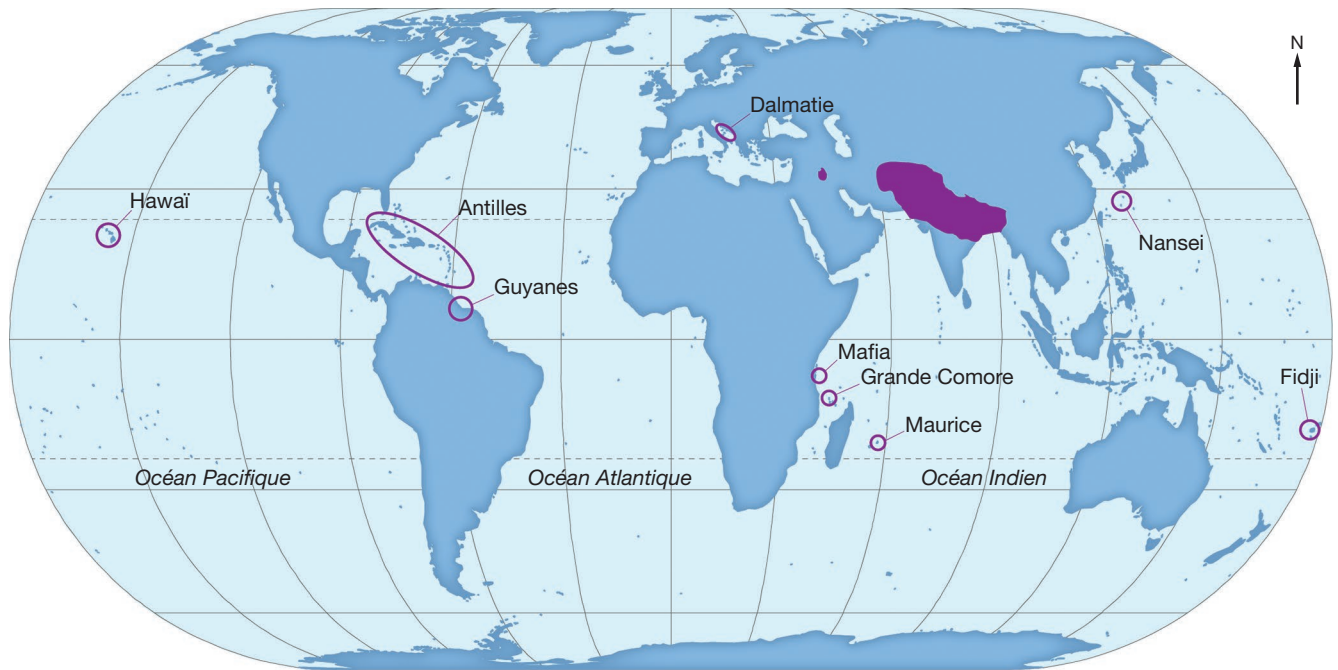 N
Dalmatie
Hawaï
Antilles
Nansei
Guyanes
Mafia
Grande Comore
Fidji
Maurice
Océan Pacifique
Océan Atlantique
Océan Indien